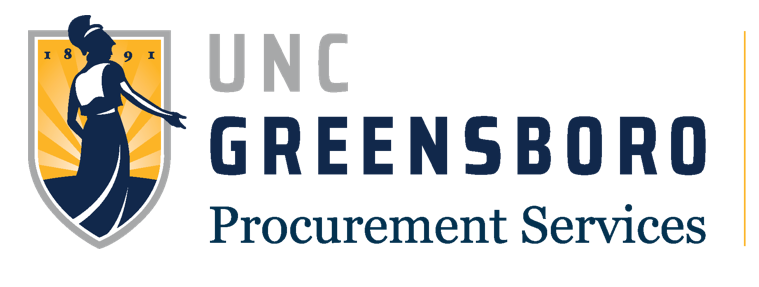 1891
UNC
GREENSBORO
Procurement Services